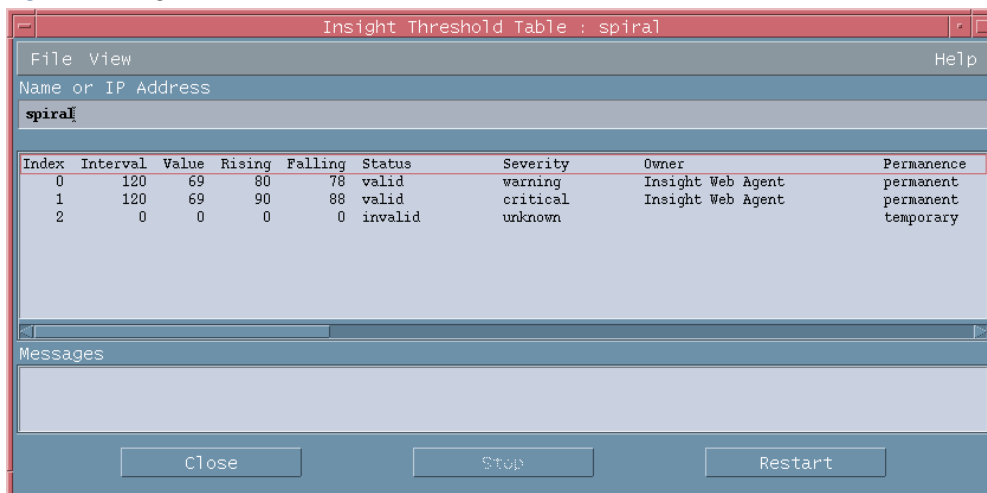 Insight Threshold Table : spiral
File View Help
Name or IP Address
spiral
Index Interval Value Rising Falling Status Severity Owner Permanence
0 120 69 80 78 valid warning Insight Web Agent permanent
1 120 69 90 88 valid critical Insight Web Agent permanent
2 0 0 0 0 invalid unknown temporary
Messages
Close Stop Restart